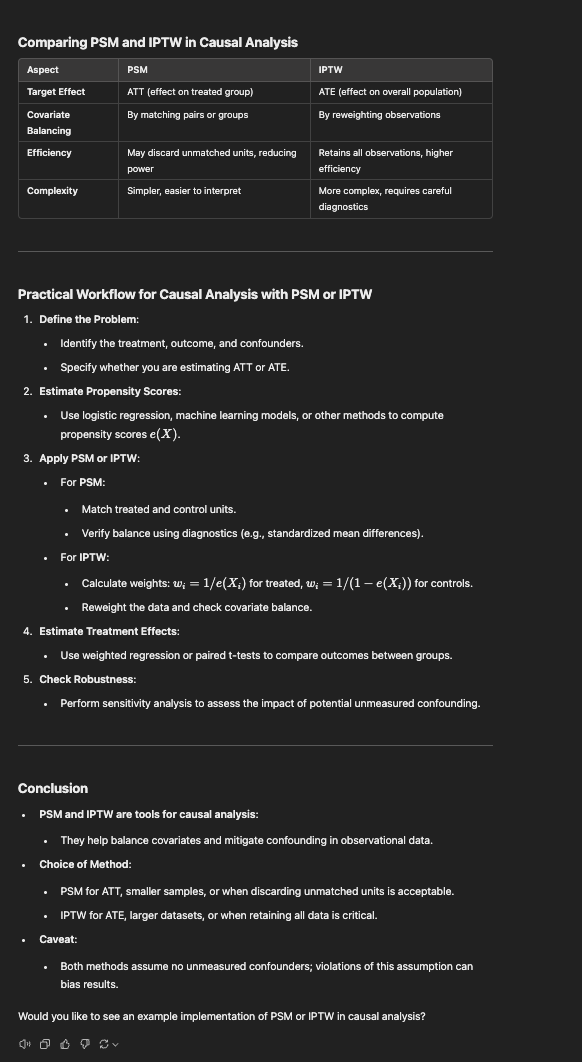 Comparing PSM and IPTW in Causal Analysis
Aspect PSM IPTW
Target Effect ATT (effect on treated group) ATE (effect on overall population)
Covariate Balancing By matching pairs or groups By reweighting observations
Efficiency May discard unmatched units, reducing power Retains all observations, higher efficiency
Complexity Simpler, easier to interpret More complex, requires careful diagnostics
Practical Workflow for Causal Analysis with PSM or IPTW
1. Define the Problem:
• Identify the treatment, outcome, and confounders.
• Specify whether you are estimating ATT or ATE.
2. Estimate Propensity Scores:
• Use logistic regression, machine learning models, or other methods to compute
propensity scores e(X).
3. Apply PSM or IPTW:
• For PSM:
• Match treated and control units.
• Verify balance using diagnostics (e.g., standardized mean differences).
• For IPTW:
• Calculate weights: wᵢ = 1/e(Xᵢ) for treated, wᵢ = 1/(1 − e(Xᵢ)) for controls.
• Reweight the data and check covariate balance.
4. Estimate Treatment Effects:
• Use weighted regression or paired t-tests to compare outcomes between groups.
5. Check Robustness:
• Perform sensitivity analysis to assess the impact of potential unmeasured confounding.
Conclusion
• PSM and IPTW are tools for causal analysis:
• They help balance covariates and mitigate confounding in observational data.
• Choice of Method:
• PSM for ATT, smaller samples, or when discarding unmatched units is acceptable.
• IPTW for ATE, larger datasets, or when retaining all data is critical.
• Caveat:
• Both methods assume no unmeasured confounders; violations of this assumption can
bias results.
Would you like to see an example implementation of PSM or IPTW in causal analysis?